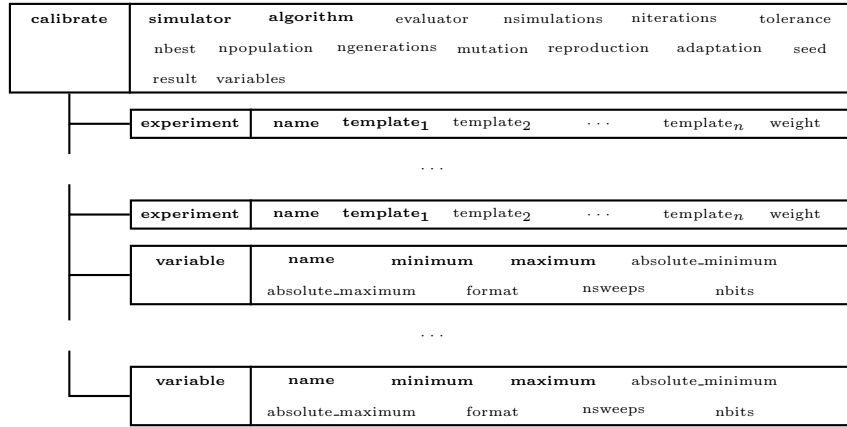 calibrate simulator algorithm evaluator nsimulations niterations tolerance
nbest npopulation ngenerations mutation reproduction adaptation seed
result variables
experiment name template₁ template₂ ··· templateₙ weight
···
experiment name template₁ template₂ ··· templateₙ weight
variable name minimum maximum absolute_minimum
absolute_maximum format nsweeps nbits
···
variable name minimum maximum absolute_minimum
absolute_maximum format nsweeps nbits